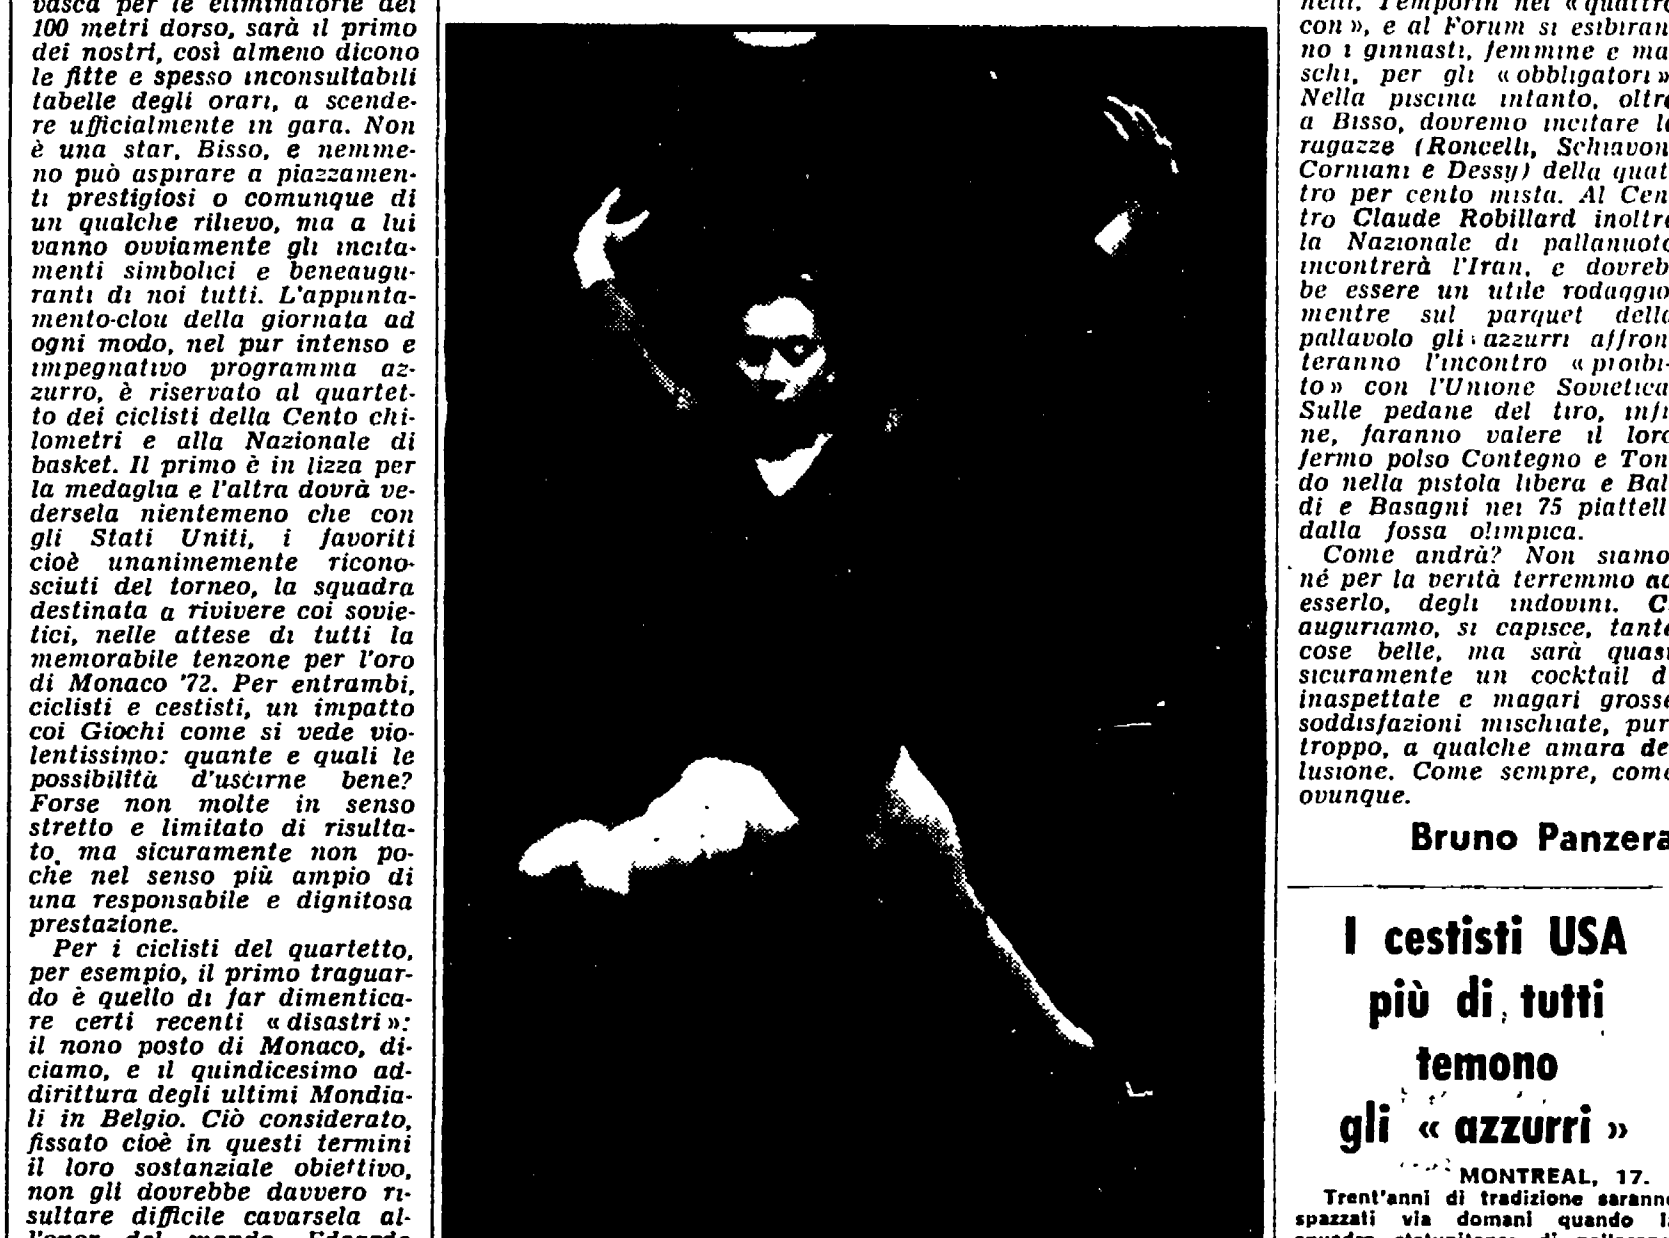 vasca per le eliminatorie dei
100 metri dorso, sarà il primo
dei nostri, così almeno dicono
le fitte e spesso inconsultabili
tabelle degli orari, a scende-
re ufficialmente in gara. Non
è una star, Bisso, e nemme-
no può aspirare a piazzamen-
ti prestigiosi o comunque di
un qualche rilievo, ma a lui
vanno ovviamente gli incita-
menti simbolici e beneaugu-
ranti di noi tutti. L'appunta-
mento-clou della giornata ad
ogni modo, nel pur intenso e
impegnativo programma az-
zurro, è riservato al quartet-
to dei ciclisti della Cento chi-
lometri e alla Nazionale di
basket. Il primo è in lizza per
la medaglia e l'altra dovrà ve-
dersela nientemeno che con
gli Stati Uniti, i favoriti
cioè unanimemente ricono-
sciuti del torneo, la squadra
destinata a rivivere coi sovie-
tici, nelle attese di tutti la
memorabile tenzone per l'oro
di Monaco '72. Per entrambi,
ciclisti e cestisti, un impatto
coi Giochi come si vede vio-
lentissimo: quante e quali le
possibilità d'uscirne bene?
Forse non molte in senso
stretto e limitato di risulta-
to, ma sicuramente non po-
che nel senso più ampio di
una responsabile e dignitosa
prestazione.
Per i ciclisti del quartetto,
per esempio, il primo traguar-
do è quello di far dimentica-
re certi recenti «disastri»:
il nono posto di Monaco, di-
ciamo, e il quindicesimo ad-
dirittura degli ultimi Mondia-
li in Belgio. Ciò considerato,
fissato cioè in questi termini
il loro sostanziale obiettivo,
non gli dovrebbe davvero ri-
sultare difficile cavarsela al-
l'onor del mondo. Edoardo
nelli, Temporin nel «quattro
con», e al Forum si esibiran
no i ginnasti, femmine e ma
schi, per gli «obbligatori»
Nella piscina intanto, oltre
a Bisso, dovremo incitare le
ragazze (Roncelli, Schiavon
Corniani e Dessy) della quat
tro per cento mista. Al Cen
tro Claude Robillard inoltre
la Nazionale di pallanuoto
incontrerà l'Iran, e dovreb
be essere un utile rodaggio
mentre sul parquet della
pallavolo gli azzurri affron
teranno l'incontro «proibi-
to» con l'Unione Sovietica
Sulle pedane del tiro, infi
ne, faranno valere il loro
fermo polso Contegno e Ton
do nella pistola libera e Bal
di e Basagni nei 75 piattell
dalla fossa olimpica.
Come andrà? Non siamo,
né per la verità terremmo ad
esserlo, degli indovini. C
auguriamo, si capisce, tante
cose belle, ma sarà quasi
sicuramente un cocktail d
inaspettate e magari grosse
soddisfazioni mischiate, pur
troppo, a qualche amara de
lusione. Come sempre, come
ovunque.
Bruno Panzera
I cestisti USA
più di tutti
temono
gli « azzurri »
MONTREAL, 17.
Trent'anni di tradizione saranno
spazzati via domani quando la
squadra statunitense di pallacan